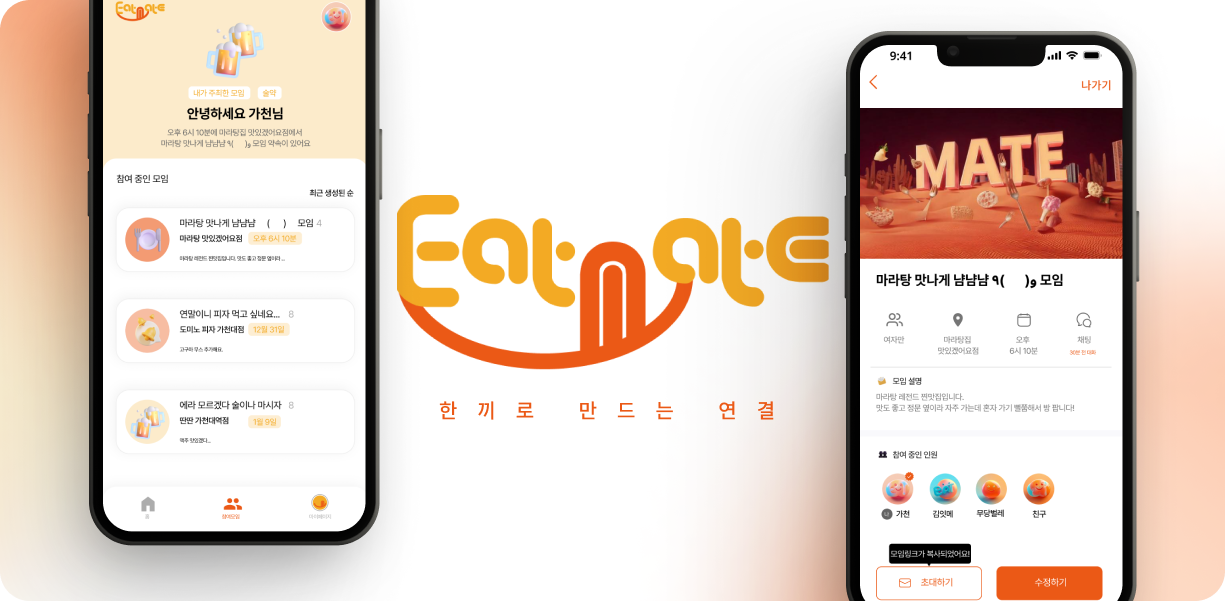 EatMate
내가 주최한 모임 술약
안녕하세요 가천님
오후 6시 10분에 마라탕집 맛있겠어요점에서
마라탕 맛나게 냠냠냠 ٩( )و 모임 약속이 있어요
참여 중인 모임
최근 생성된 순
마라탕 맛나게 냠냠냠 ( ) 모임 4
마라탕 맛있겠어요점 오후 6시 10분
마라탕 레전드 찐맛집입니다. 맛도 좋고 정문 옆이라 ...
연말이니 피자 먹고 싶네요... 8
도미노 피자 가천대점 12월 31일
고구마 무스 추가해요.
에라 모르겠다 술이나 마시자 8
딴딴 가천대역점 1월 9일
맥주 맛있겠다...
홈 참여모임 마이페이지
EatMate
한 끼로 만드는 연결
9:41
나가기
MATE
마라탕 맛나게 냠냠냠 ٩( )و 모임
여자만
마라탕집
맛있겠어요점
오후
6시 10분
채팅
30분 전 대화
모임 설명
마라탕 레전드 찐맛집입니다.
맛도 좋고 정문 옆이라 자주 가는데 혼자 가기 뻘쭘해서 방 팝니다!
참여 중인 인원
나 가천 김잇메 무당벌레 친구
모임링크가 복사되었어요!
초대하기 수정하기